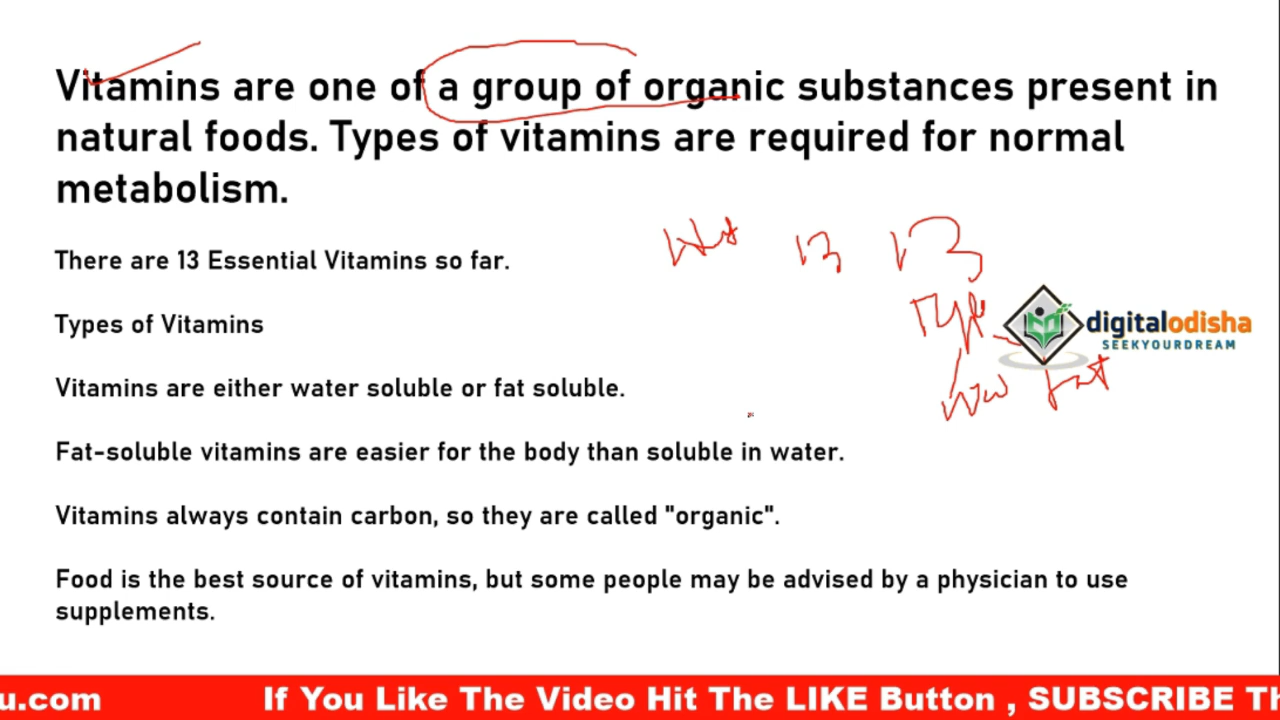 Vitamins are one of a group of organic substances present in
natural foods. Types of vitamins are required for normal
metabolism.
There are 13 Essential Vitamins so far.
13 13
Types of Vitamins
Type
digitalodisha
SEEKYOURDREAM
Vitamins are either water soluble or fat soluble.
fat
Fat-soluble vitamins are easier for the body than soluble in water.
Vitamins always contain carbon, so they are called "organic".
Food is the best source of vitamins, but some people may be advised by a physician to use
supplements.
u.com If You Like The Video Hit The LIKE Button , SUBSCRIBE Th